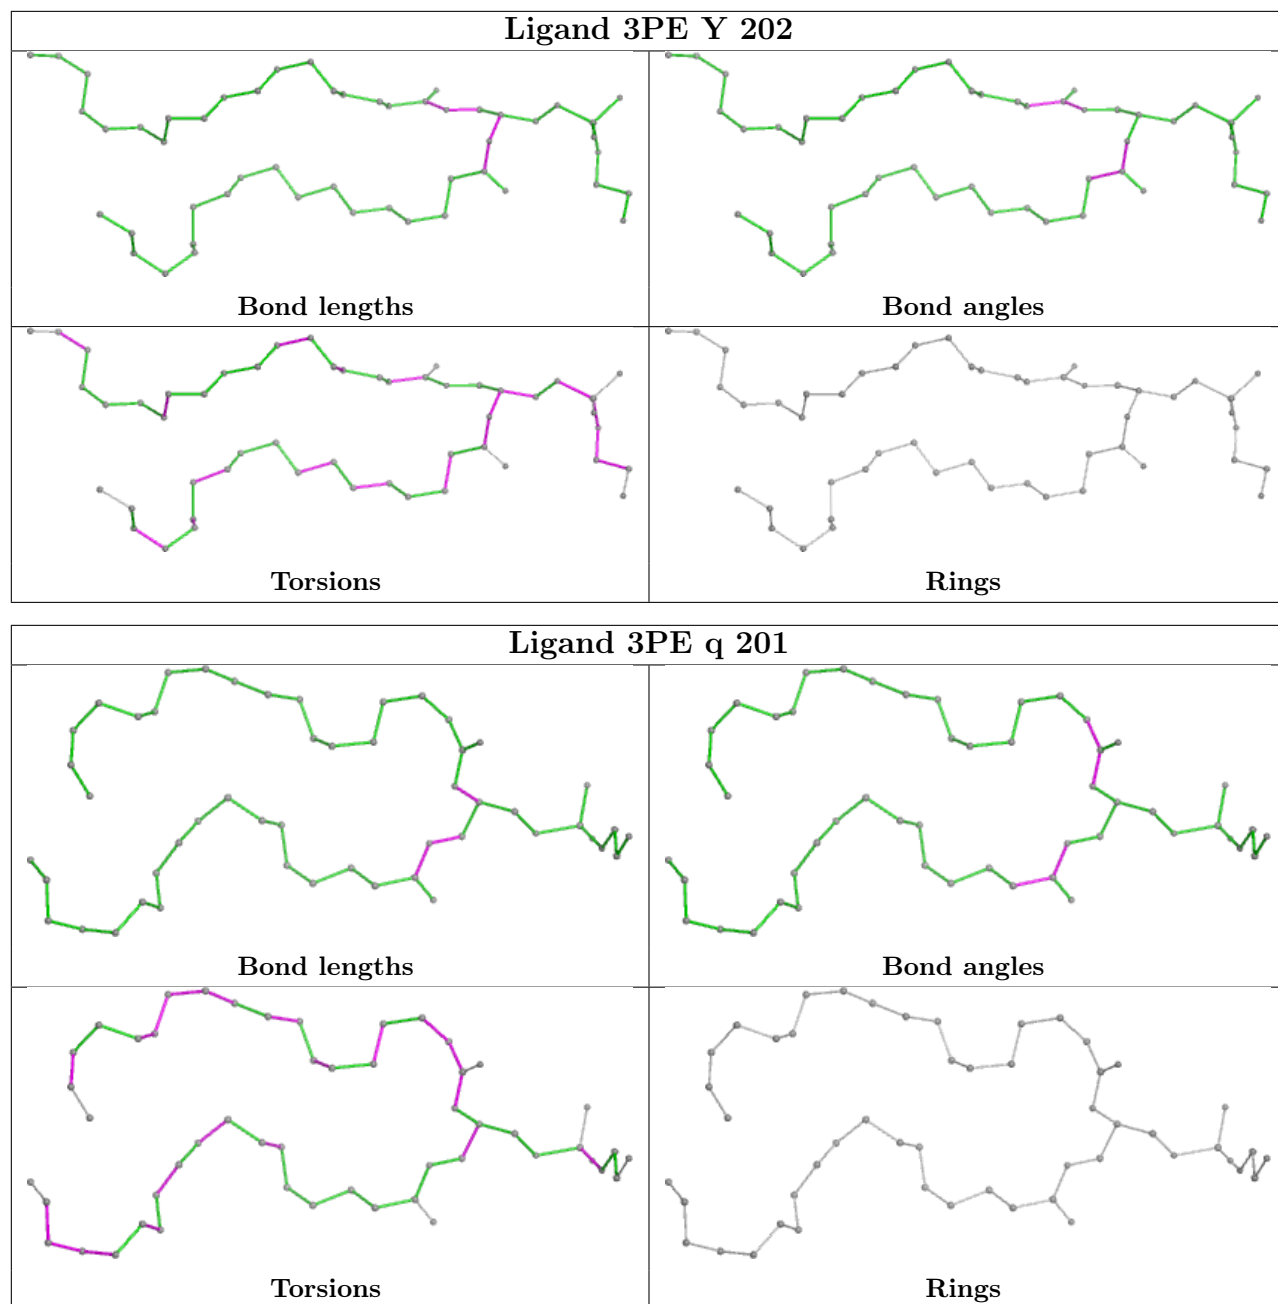 Ligand 3PE Y 202
Bond lengths
Bond angles
Torsions
Rings
Ligand 3PE q 201
Bond lengths
Bond angles
Torsions
Rings